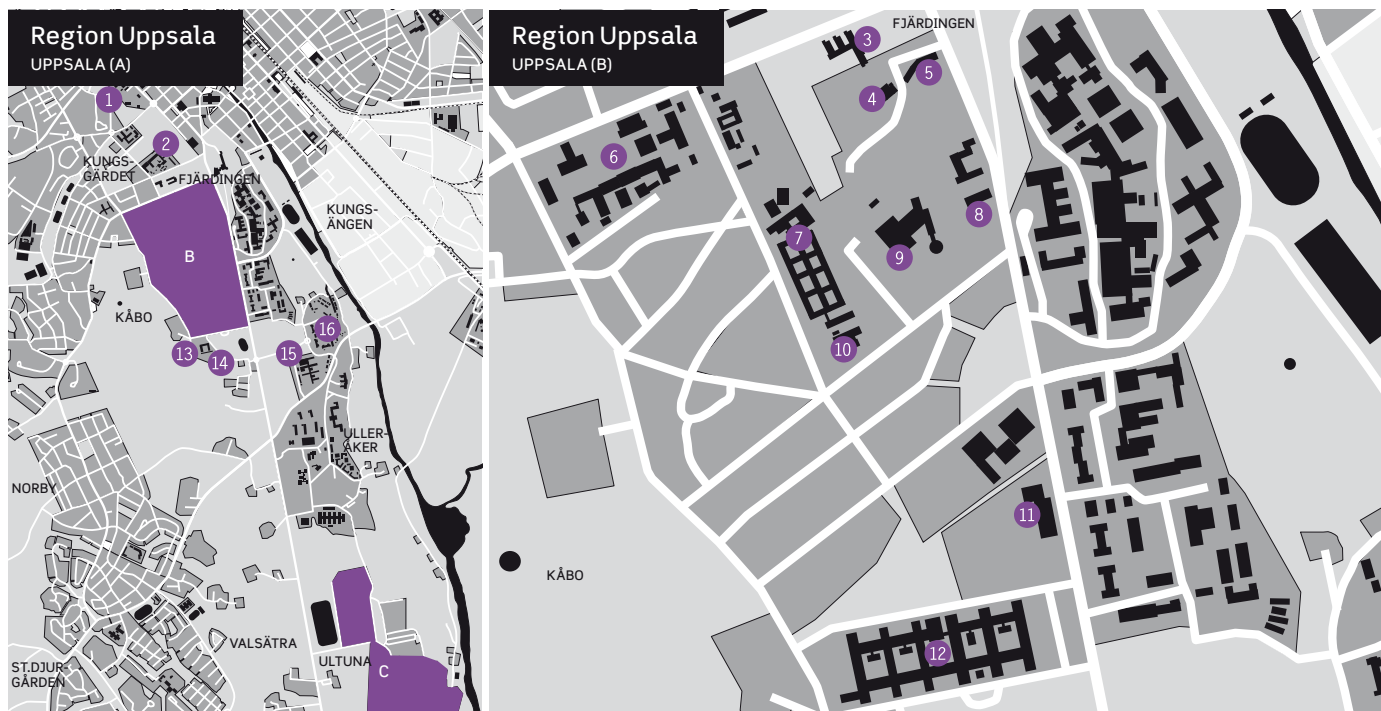 Region Uppsala
UPPSALA (A)
1
2
KUNGS-
GÄRDET
FJÄRDINGEN
KUNGS-
ÄNGEN
B
KÅBO
16
13
14
15
ULLER-
ÅKER
NORBY
VALSÄTRA
ULTUNA
C
ST.DJUR-
GÅRDEN
Region Uppsala
UPPSALA (B)
FJÄRDINGEN
3
5
4
6
8
7
9
10
11
KÅBO
12